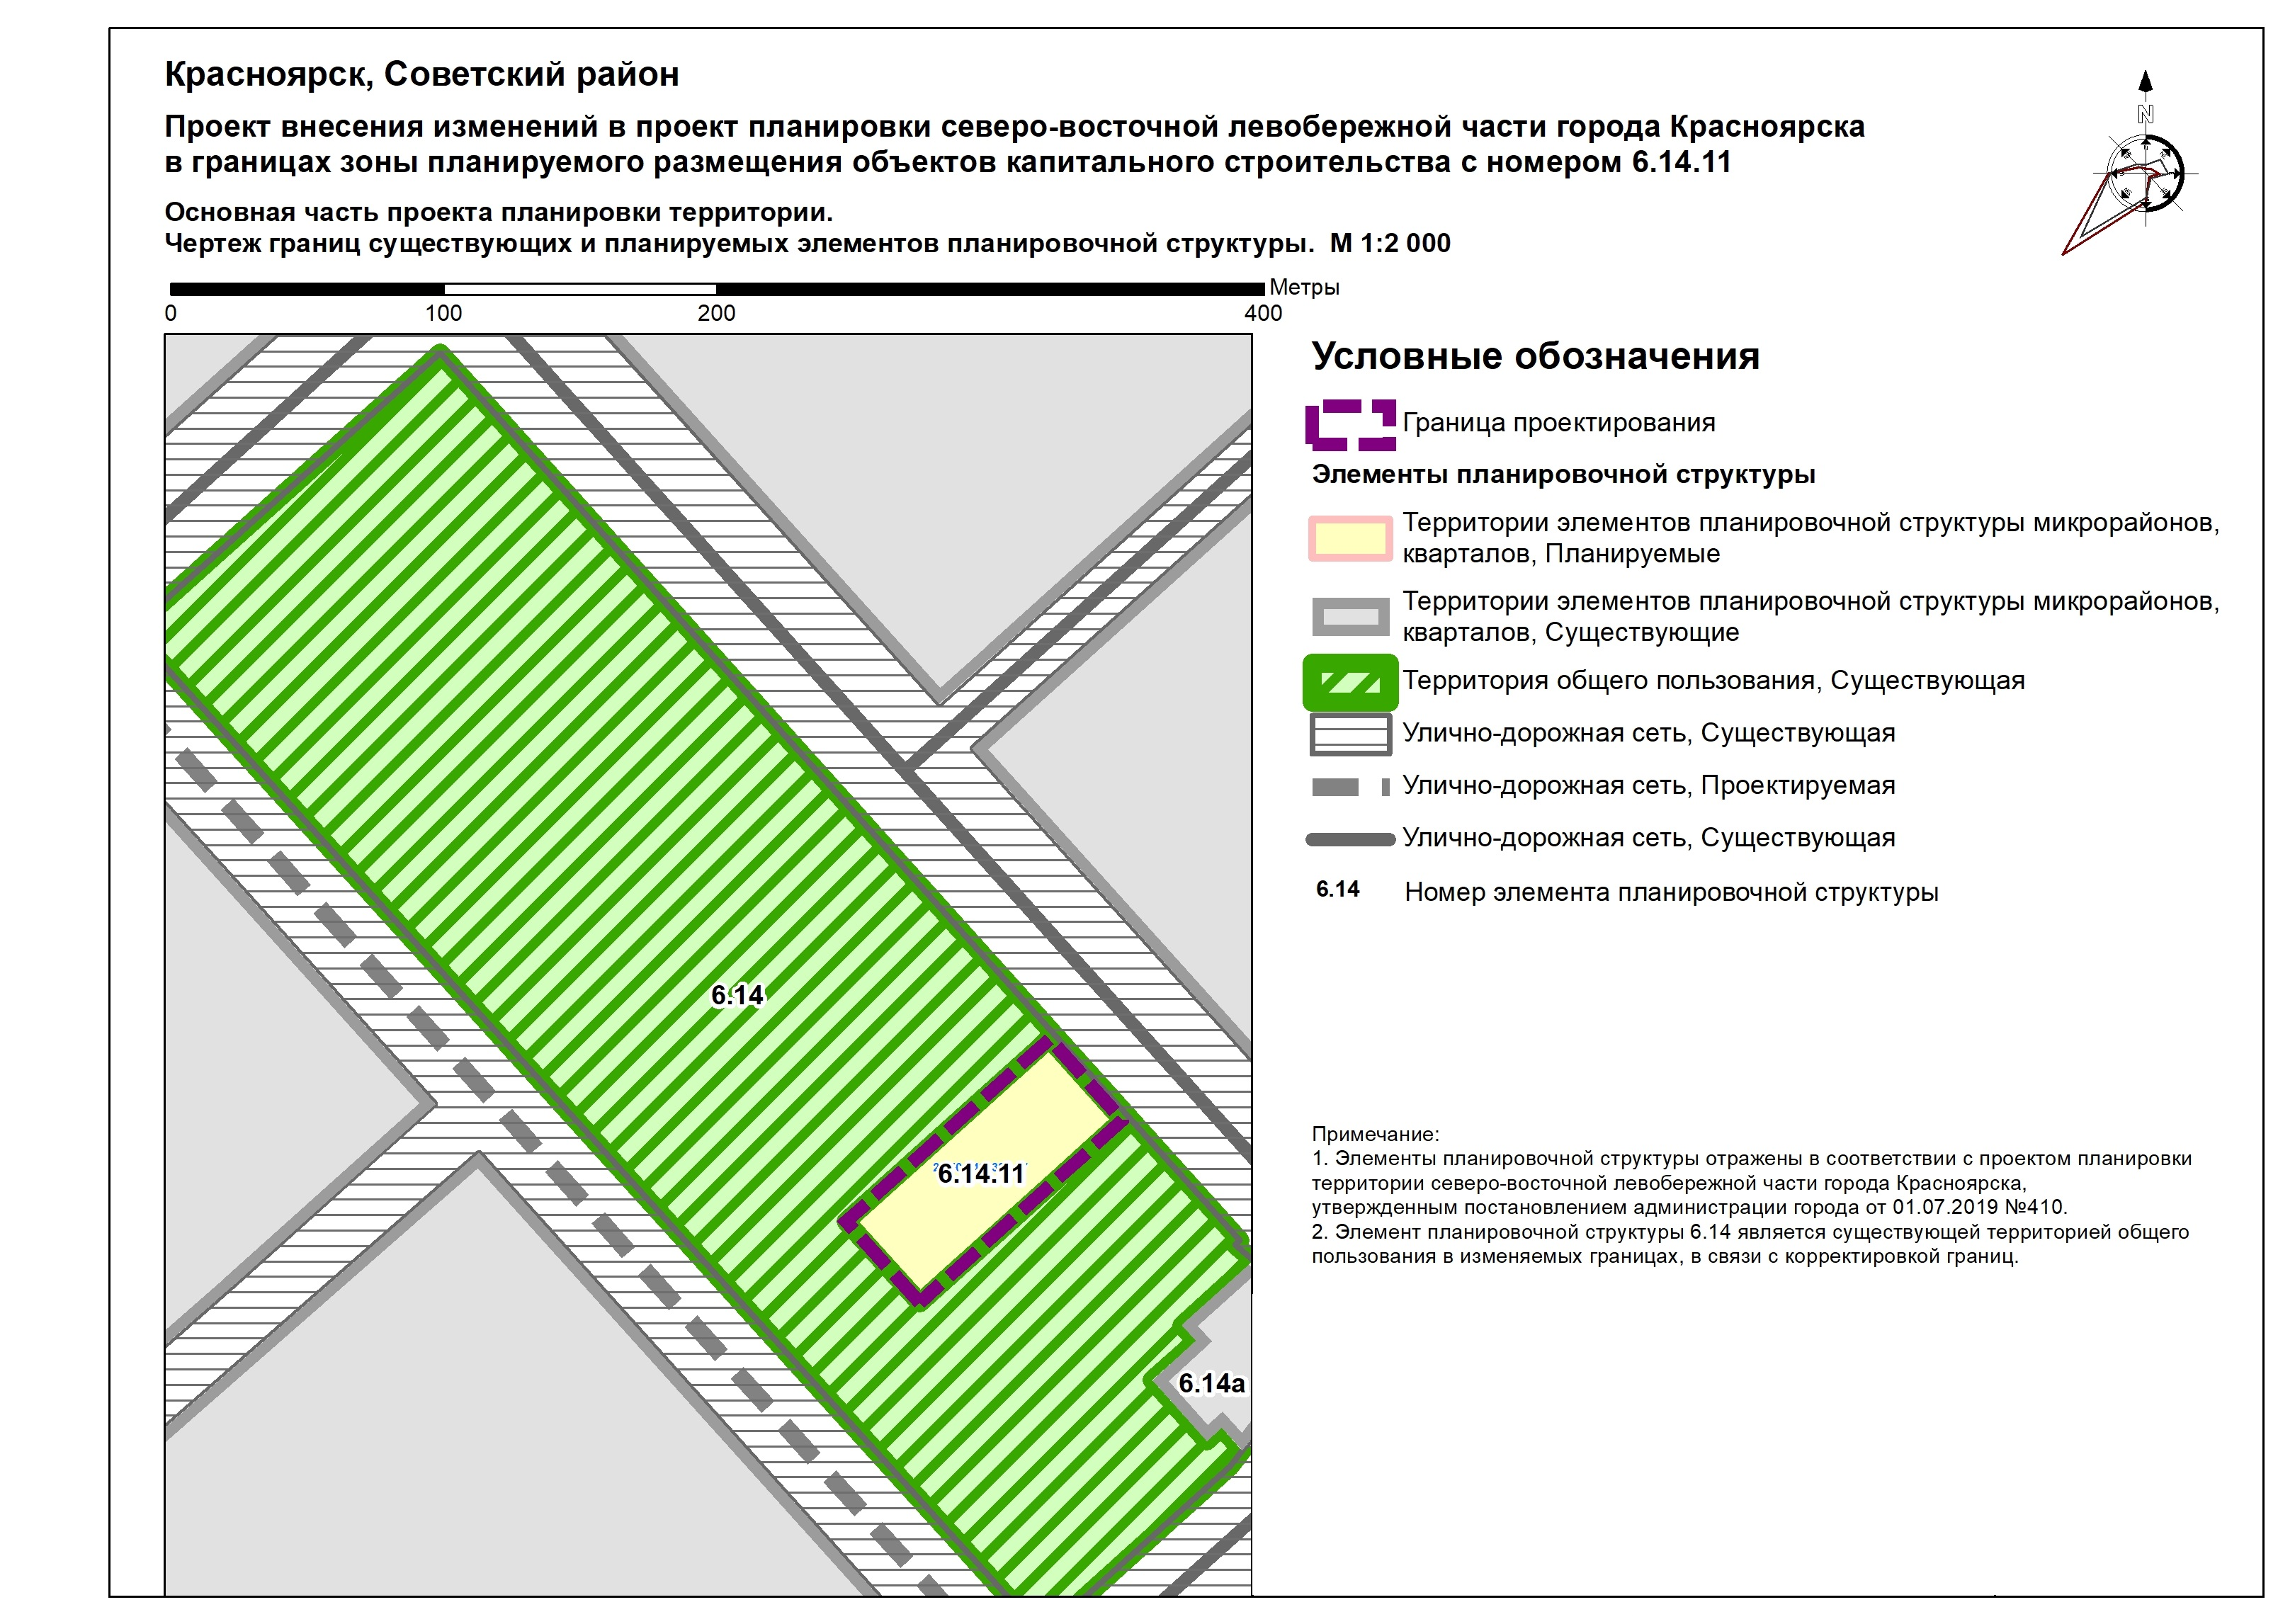 Красноярск, Советский район
Проект внесения изменений в проект планировки северо-восточной левобережной части города Красноярска
в границах зоны планируемого размещения объектов капитального строительства с номером 6.14.11
Основная часть проекта планировки территории.
Чертеж границ существующих и планируемых элементов планировочной структуры. М 1:2 000
N
Метры
0 100 200 400
Условные обозначения
Граница проектирования
Элементы планировочной структуры
Территории элементов планировочной структуры микрорайонов,
кварталов, Планируемые
Территории элементов планировочной структуры микрорайонов,
кварталов, Существующие
Территория общего пользования, Существующая
Улично-дорожная сеть, Существующая
Улично-дорожная сеть, Проектируемая
Улично-дорожная сеть, Существующая
6.14 Номер элемента планировочной структуры
6.14
6.14.11
6.14а
Примечание:
1. Элементы планировочной структуры отражены в соответствии с проектом планировки
территории северо-восточной левобережной части города Красноярска,
утвержденным постановлением администрации города от 01.07.2019 №410.
2. Элемент планировочной структуры 6.14 является существующей территорией общего
пользования в изменяемых границах, в связи с корректировкой границ.